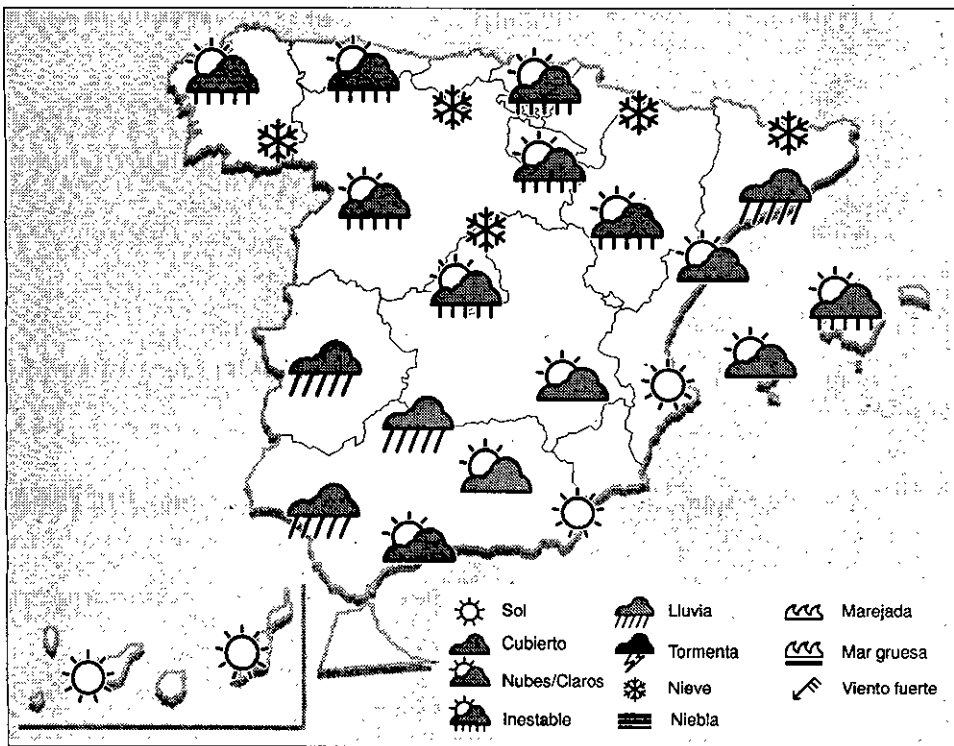 Sol
Cubierto
Nubes/Claros
Inestable
Lluvia
Tormenta
Nieve
Niebla
Marejada
Mar gruesa
Viento fuerte